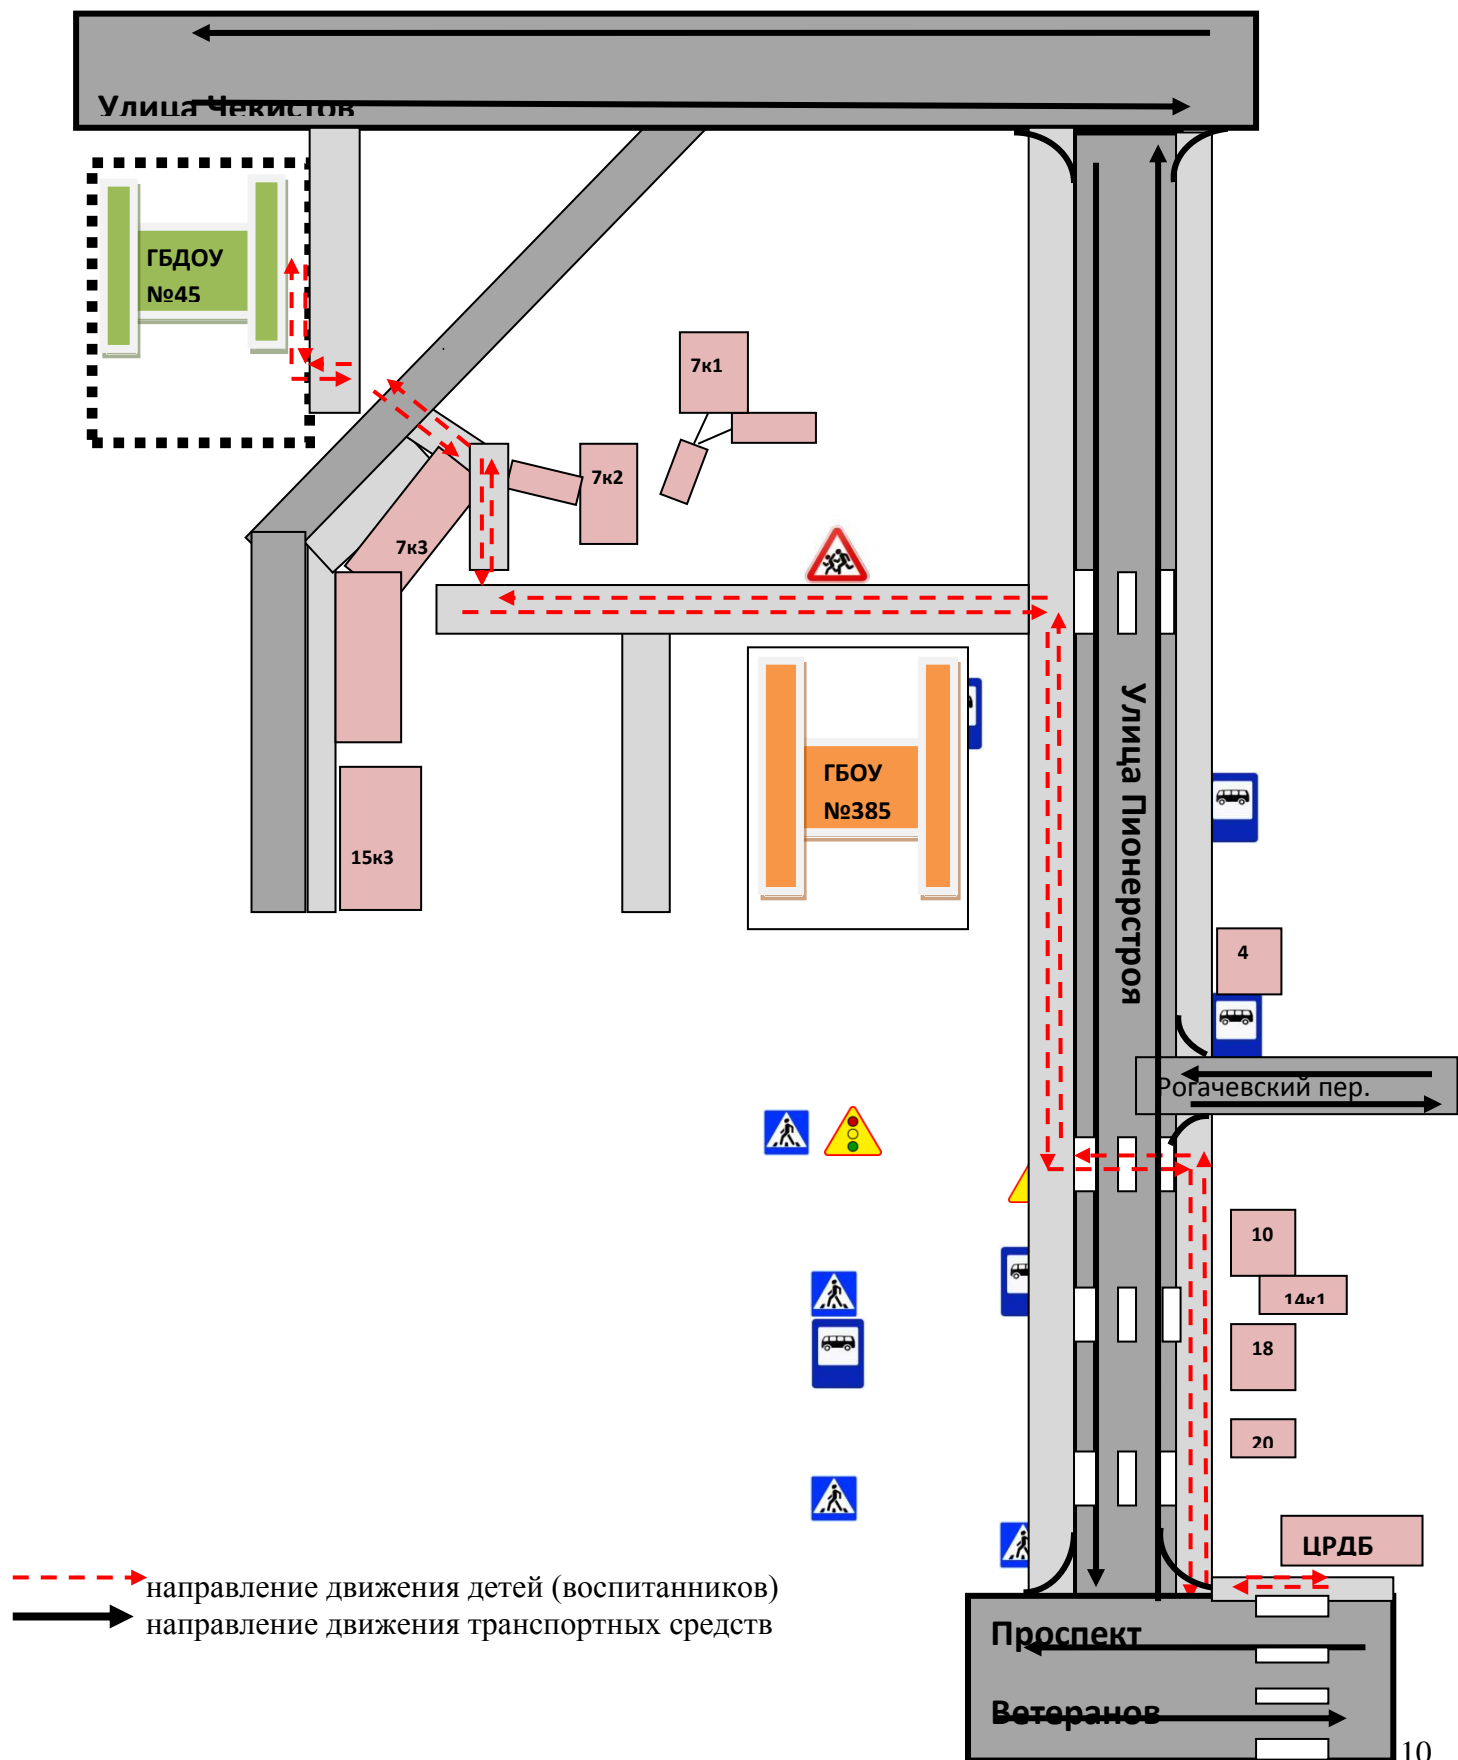 Улица Чекистов
ГБДОУ
№45
7к1
7к2
7к3
Улица Пионерстроя
ГБОУ
№385
15к3
4
Рогачевский пер.
10
14к1
18
20
ЦРДБ
направление движения детей (воспитанников)
направление движения транспортных средств
Проспект
Ветеранов
10